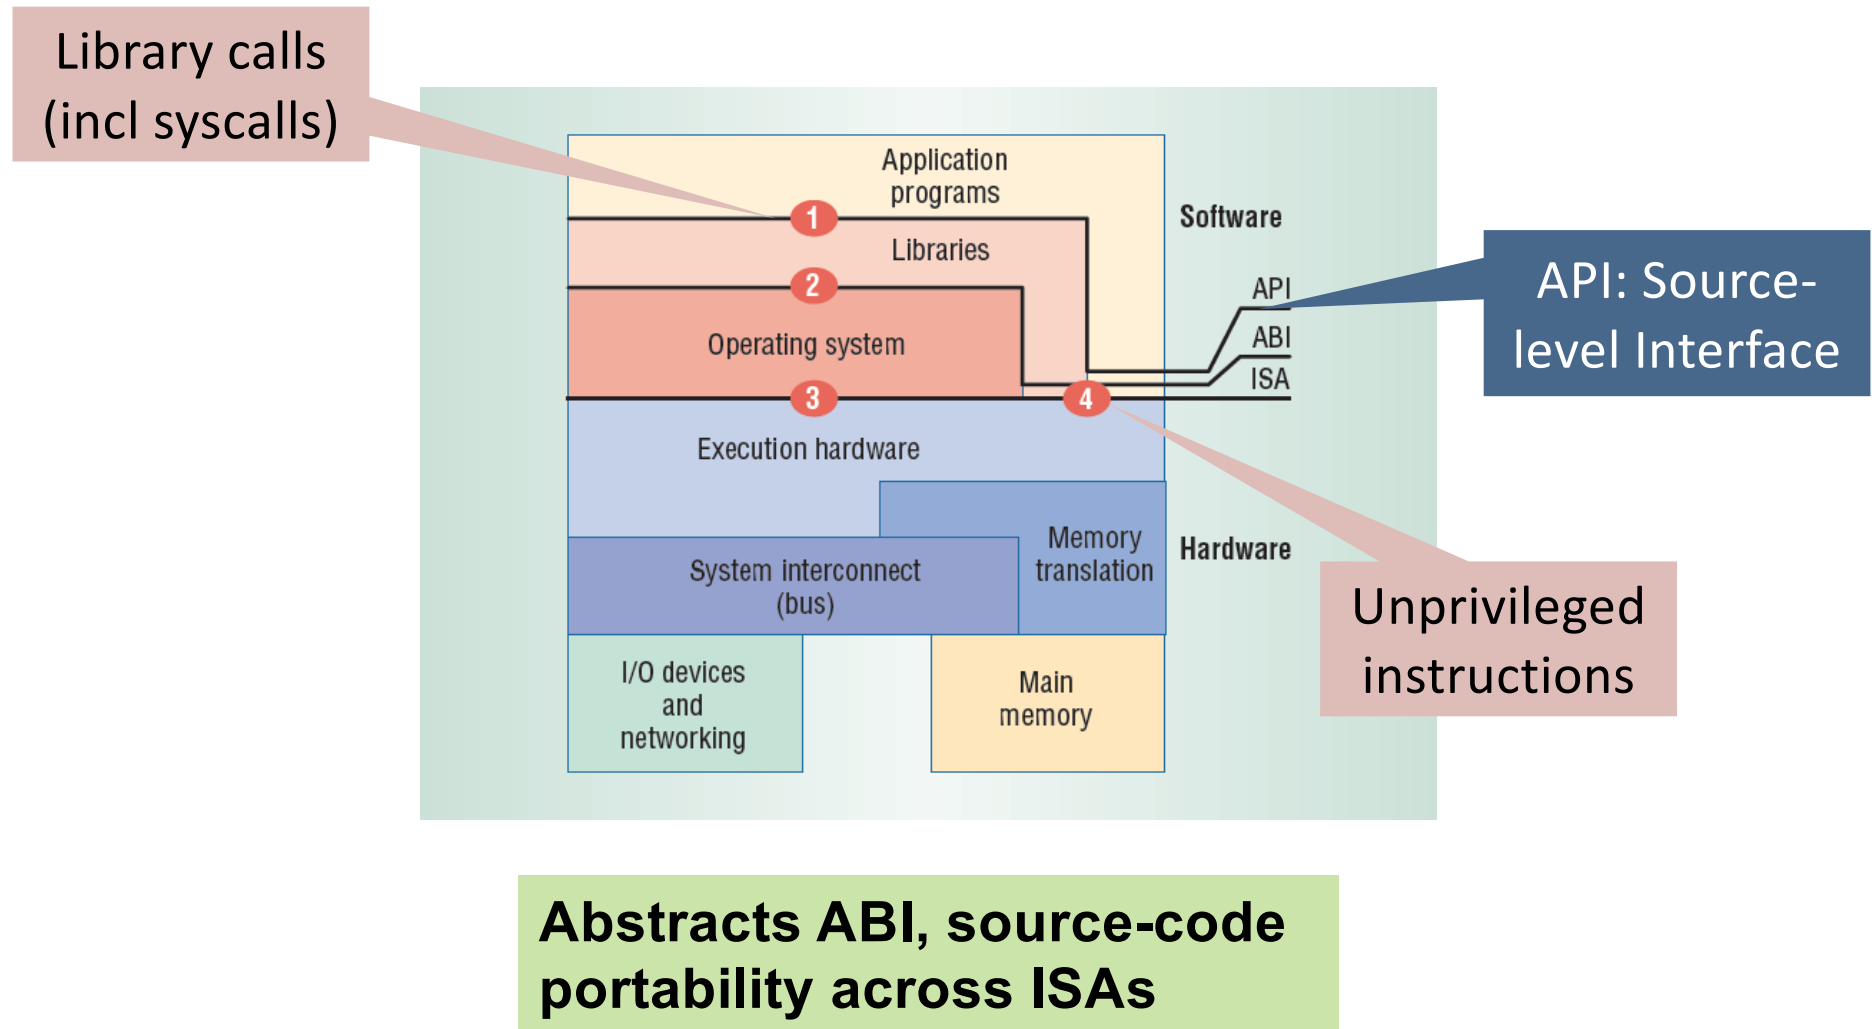 Library calls
(incl syscalls)
Application
programs
1
Software
Libraries
2
API
API: Source-
level Interface
Operating system
ABI
ISA
3
4
Execution hardware
Memory
translation
Hardware
System interconnect
(bus)
Unprivileged
instructions
I/O devices
and
networking
Main
memory
Abstracts ABI, source-code
portability across ISAs